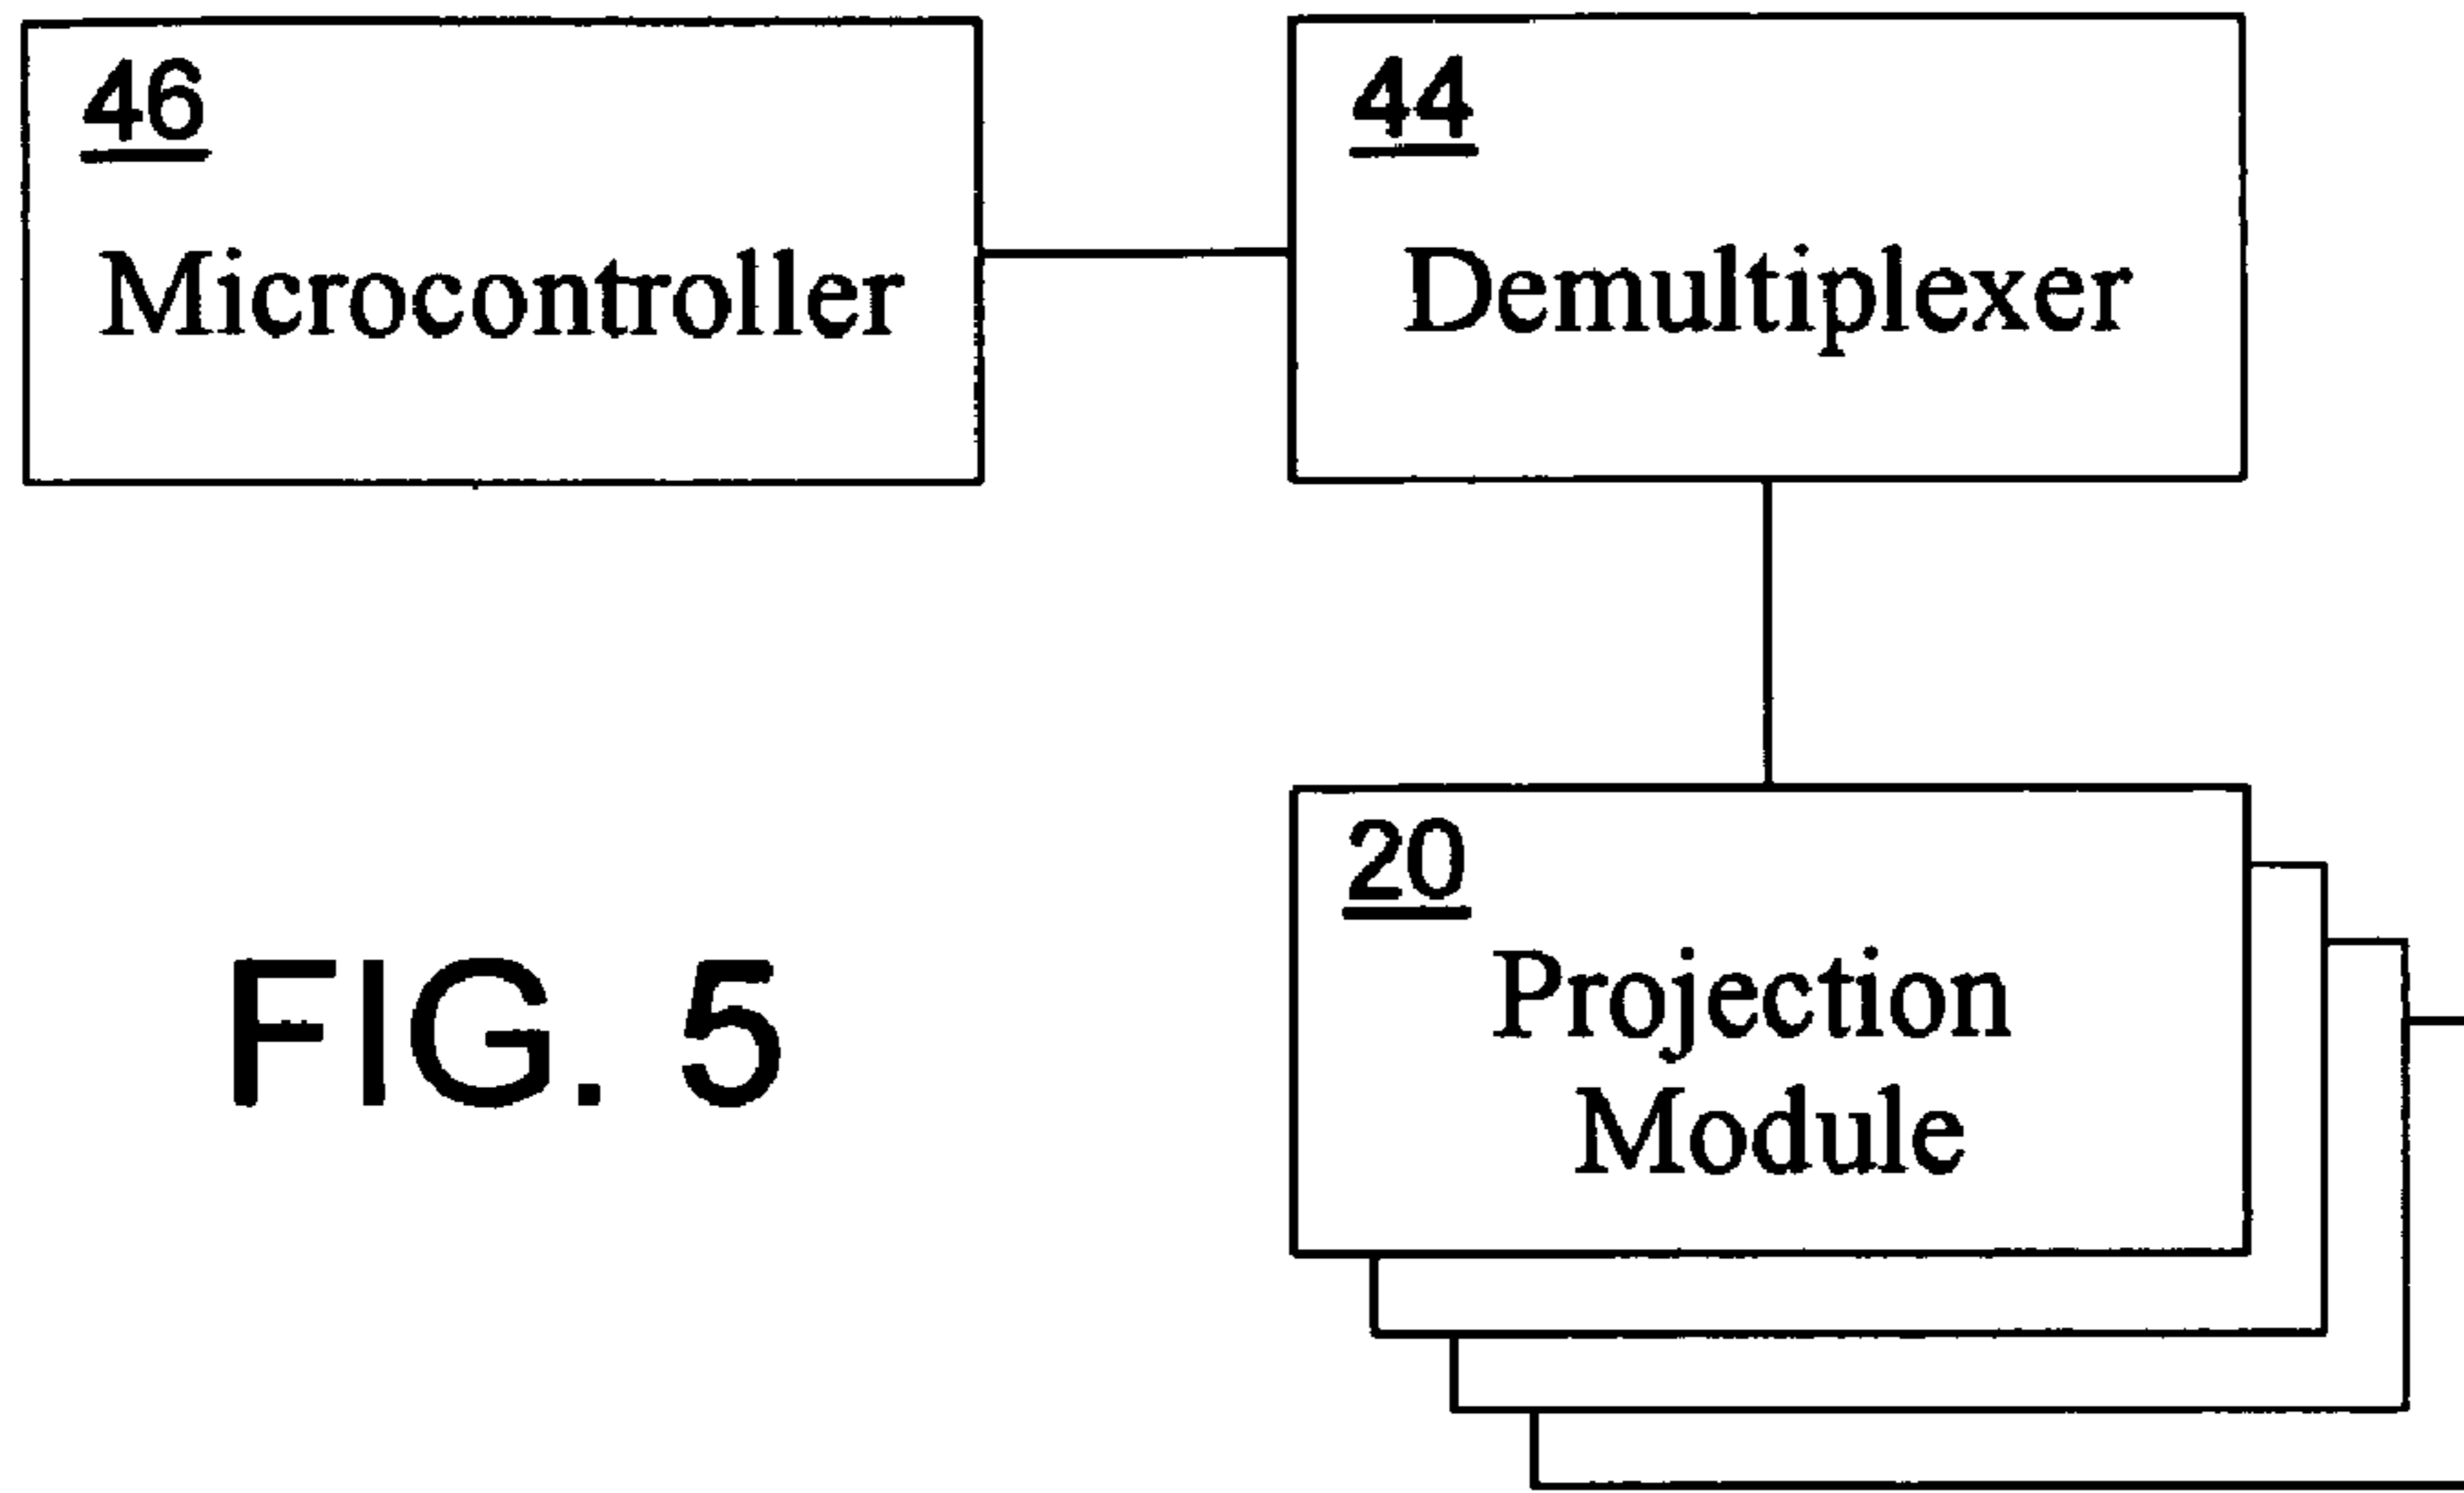 46
Microcontroller
44
Demultiplexer
20
Projection
Module
FIG. 5